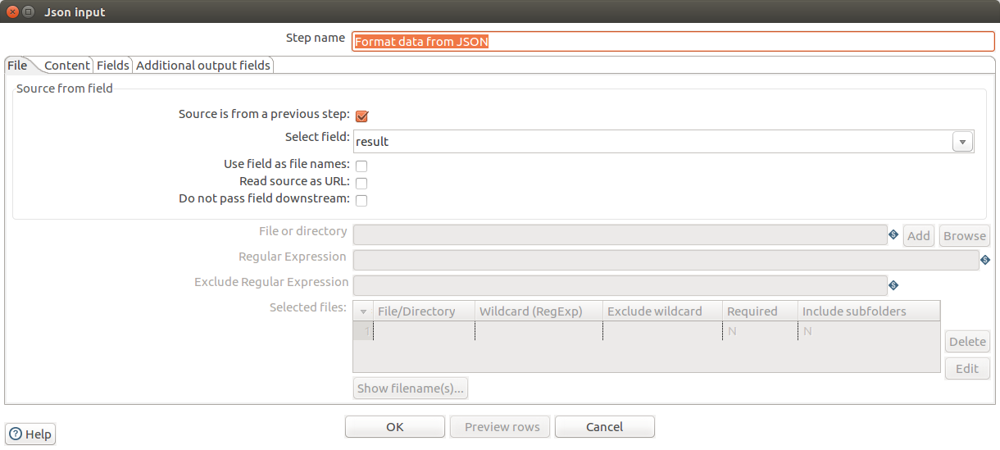 Json input
Step name Format data from JSON
File Content Fields Additional output fields
Source from field
Source is from a previous step:
Select field: result
Use field as file names:
Read source as URL:
Do not pass field downstream:
File or directory $ Add Browse
Regular Expression $
Exclude Regular Expression $
Selected files: File/Directory Wildcard (RegExp) Exclude wildcard Required Include subfolders
1 N N
Delete
Edit
Show filename(s)...
OK Preview rows Cancel
? Help